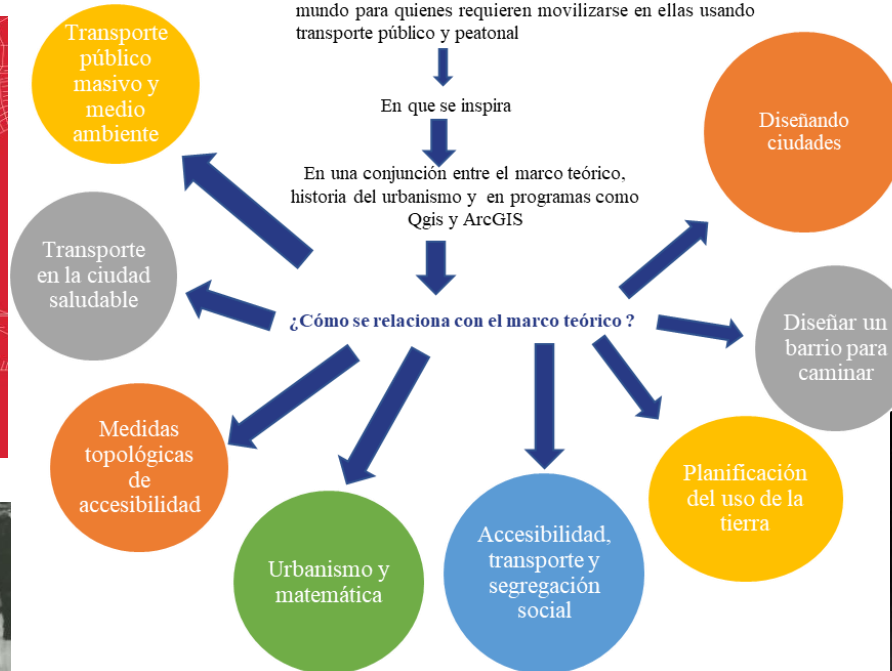 mundo para quienes requieren movilizarse en ellas usando
transporte público y peatonal
En que se inspira
En una conjunción entre el marco teórico,
historia del urbanismo y en programas como
Qgis y ArcGIS
¿Cómo se relaciona con el marco teórico ?
Transporte
público
masivo y
medio
ambiente
Transporte
en la ciudad
saludable
Medidas
topológicas
de
accesibilidad
Urbanismo y
matemática
Accesibilidad,
transporte y
segregación
social
Planificación
del uso de la
tierra
Diseñar un
barrio para
caminar
Diseñando
ciudades